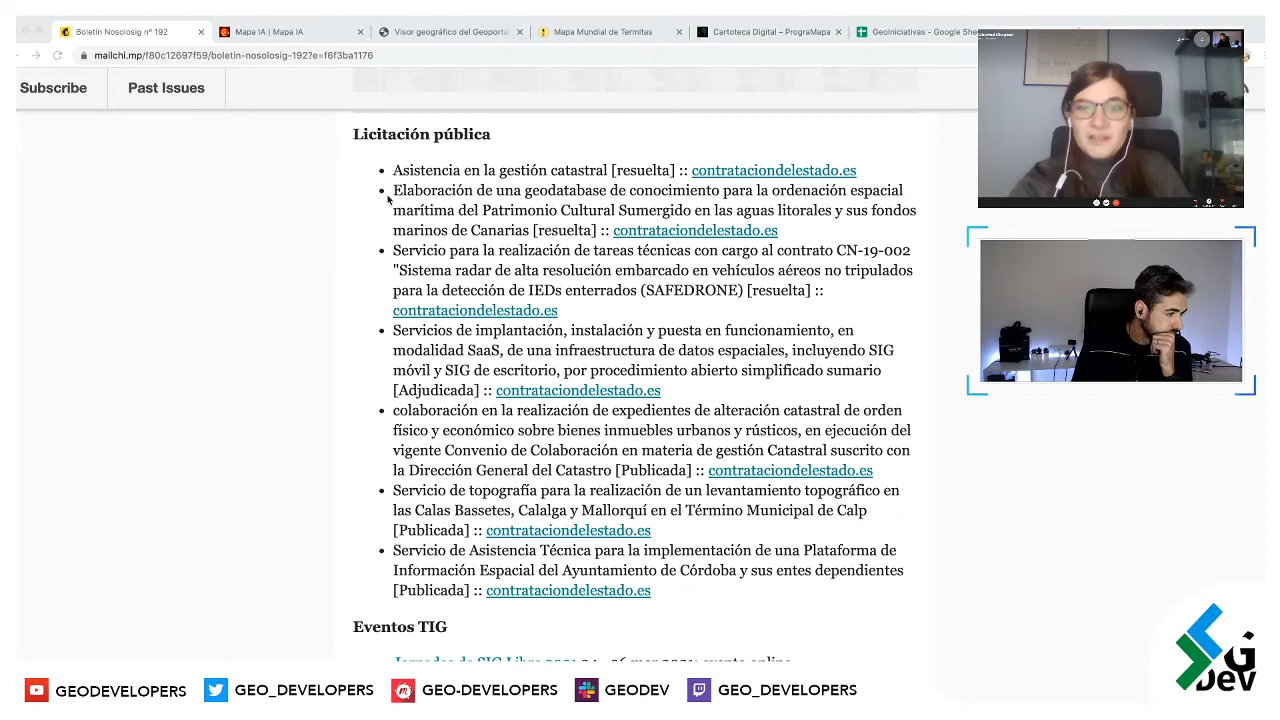 Boletín Nosolosig nº 192
Mapa IA | Mapa IA
Visor geográfico del Geoportal
Mapa Mundial de Termitas
Cartoteca Digital – PrograMapa
GeoIniciativas - Google Sheets
mailchi.mp/f80c12697f59/boletin-nosolosig-192?e=f6f3ba1176
Subscribe
Past Issues
Licitación pública
Asistencia en la gestión catastral [resuelta] :: contrataciondelestado.es
Elaboración de una geodatabase de conocimiento para la ordenación espacial
marítima del Patrimonio Cultural Sumergido en las aguas litorales y sus fondos
marinos de Canarias [resuelta] :: contrataciondelestado.es
Servicio para la realización de tareas técnicas con cargo al contrato CN-19-002
"Sistema radar de alta resolución embarcado en vehículos aéreos no tripulados
para la detección de IEDs enterrados (SAFEDRONE) [resuelta] ::
contrataciondelestado.es
Servicios de implantación, instalación y puesta en funcionamiento, en
modalidad SaaS, de una infraestructura de datos espaciales, incluyendo SIG
móvil y SIG de escritorio, por procedimiento abierto simplificado sumario
[Adjudicada] :: contrataciondelestado.es
colaboración en la realización de expedientes de alteración catastral de orden
físico y económico sobre bienes inmuebles urbanos y rústicos, en ejecución del
vigente Convenio de Colaboración en materia de gestión Catastral suscrito con
la Dirección General del Catastro [Publicada] :: contrataciondelestado.es
Servicio de topografía para la realización de un levantamiento topográfico en
las Calas Bassetes, Calalga y Mallorquí en el Término Municipal de Calp
[Publicada] :: contrataciondelestado.es
Servicio de Asistencia Técnica para la implementación de una Plataforma de
Información Espacial del Ayuntamiento de Córdoba y sus entes dependientes
[Publicada] :: contrataciondelestado.es
Eventos TIG
Jornadas de SIG Libre 2021
GEODEVELOPERS
GEO_DEVELOPERS
GEO-DEVELOPERS
GEODEV
GEO_DEVELOPERS
GDev